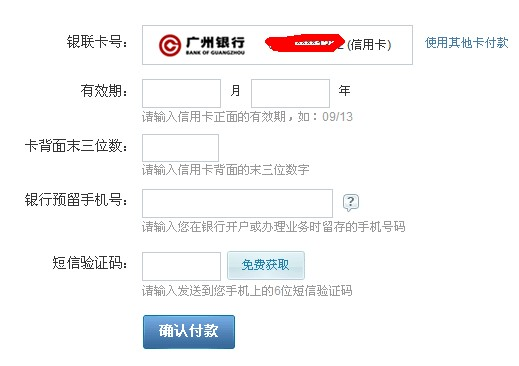 银联卡号： 广州银行 BANK OF GUANGZHOU (信用卡) 使用其他卡付款
有效期： 月 年
请输入信用卡正面的有效期，如：09/13
卡背面末三位数：
请输入信用卡背面的末三位数字
银行预留手机号： ?
请输入您在银行开户或办理业务时留存的手机号码
短信验证码： 免费获取
请输入发送到您手机上的6位短信验证码
确认付款